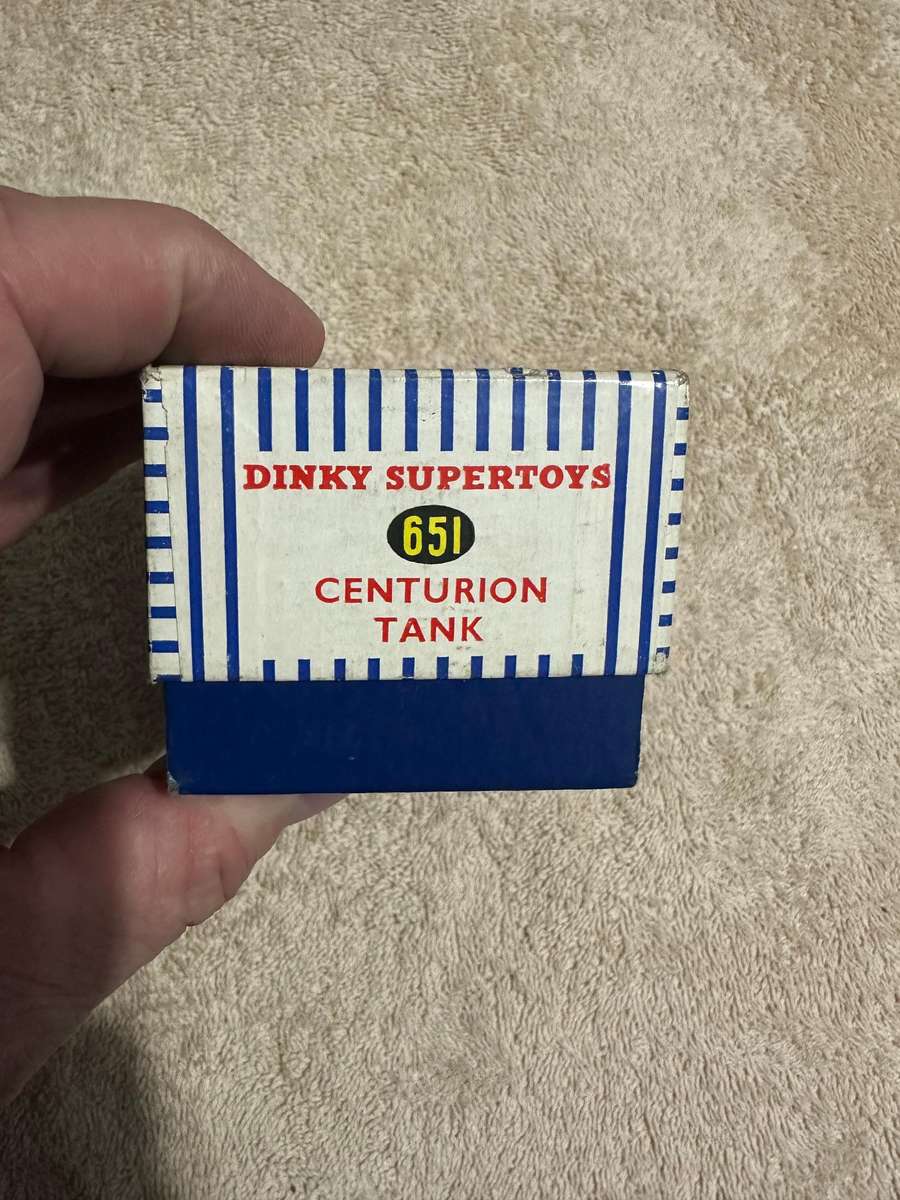 DINKY SUPERTOYS
651
CENTURION
TANK